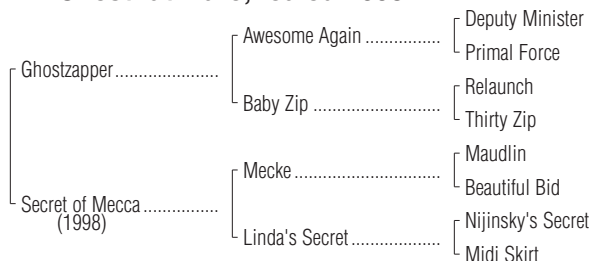 Deputy Minister
Awesome Again ..................
Primal Force
Ghostzapper......................
Relaunch
Baby Zip ............................
Thirty Zip
Maudlin
Mecke ................................
Beautiful Bid
Secret of Mecca ................
(1998)
Nijinsky's Secret
Linda's Secret....................
Midi Skirt